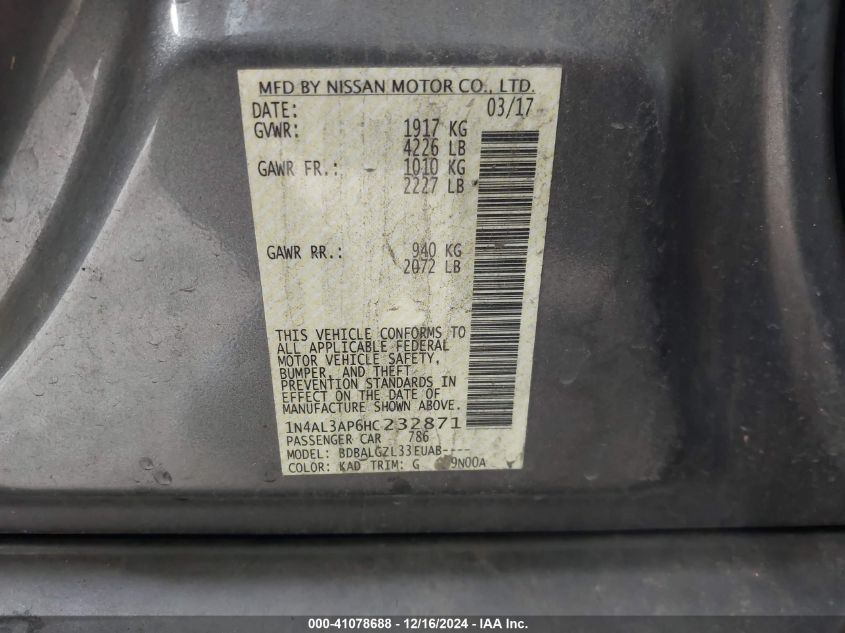 MFD BY NISSAN MOTOR CO., LTD.
DATE: 03/17
GVWR: 1917 KG
4226 LB
GAWR FR.: 1010 KG
2227 LB
GAWR RR.: 940 KG
2072 LB
THIS VEHICLE CONFORMS TO
ALL APPLICABLE FEDERAL
MOTOR VEHICLE SAFETY,
BUMPER, AND THEFT
PREVENTION STANDARDS IN
EFFECT ON THE DATE OF
MANUFACTURE SHOWN ABOVE.
1N4AL3AP6HC232871
PASSENGER CAR 786
MODEL: BDBALGZL33EUAB----
COLOR: KAD TRIM: G 9N00A
000-41078688 - 12/16/2024 - IAA Inc.